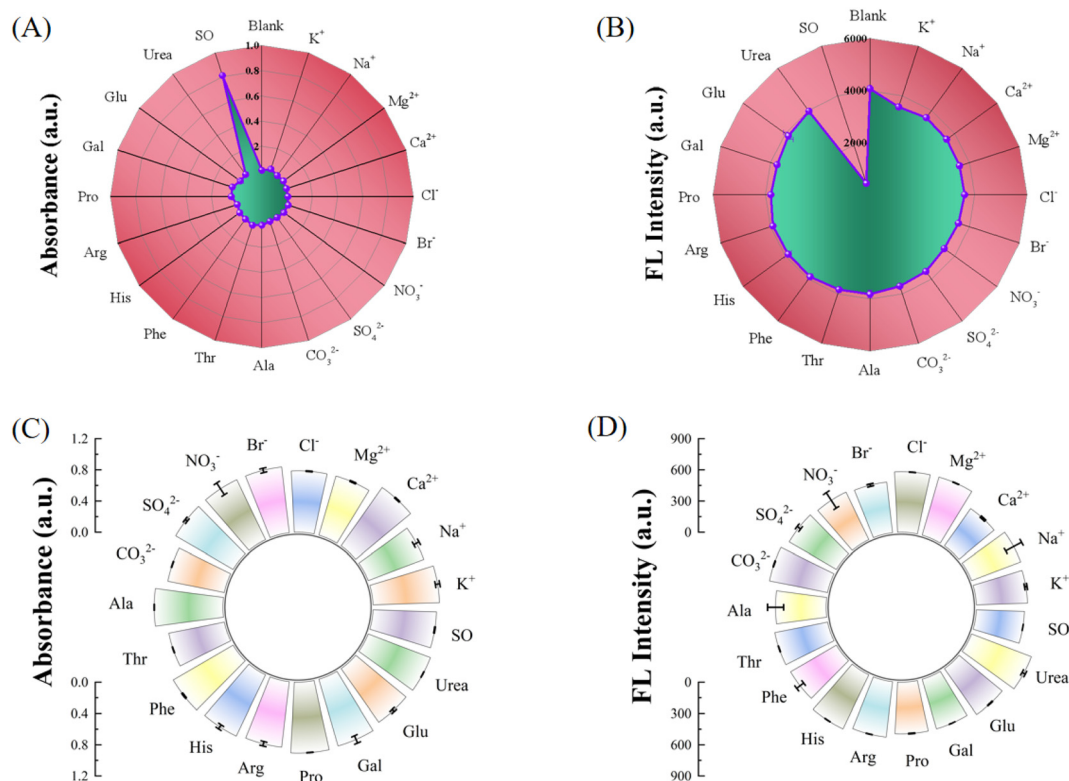 (A)
Absorbance (a.u.)
1.0
0.8
0.6
0.4
2
Blank
K⁺
Na⁺
Mg²⁺
Ca²⁺
Cl⁻
Br⁻
NO₃⁻
SO₄²⁻
CO₃²⁻
Ala
Thr
Phe
His
Arg
Pro
Gal
Glu
Urea
SO
(B)
FL Intensity (a.u.)
6000
4000
2000
Blank
K⁺
Na⁺
Ca²⁺
Mg²⁺
Cl⁻
Br⁻
NO₃⁻
SO₄²⁻
CO₃²⁻
Ala
Thr
Phe
His
Arg
Pro
Gal
Glu
Urea
SO
(C)
Absorbance (a.u.)
1.2
0.8
0.4
0.0
0.0
0.4
0.8
1.2
Cl⁻
Mg²⁺
Ca²⁺
Na⁺
K⁺
SO
Urea
Glu
Gal
Pro
Arg
His
Phe
Thr
Ala
CO₃²⁻
SO₄²⁻
NO₃⁻
Br⁻
(D)
FL Intensity (a.u.)
900
600
300
0
0
300
600
900
Cl⁻
Mg²⁺
Ca²⁺
Na⁺
K⁺
SO
Urea
Glu
Gal
Pro
Arg
His
Phe
Thr
Ala
CO₃²⁻
SO₄²⁻
NO₃⁻
Br⁻